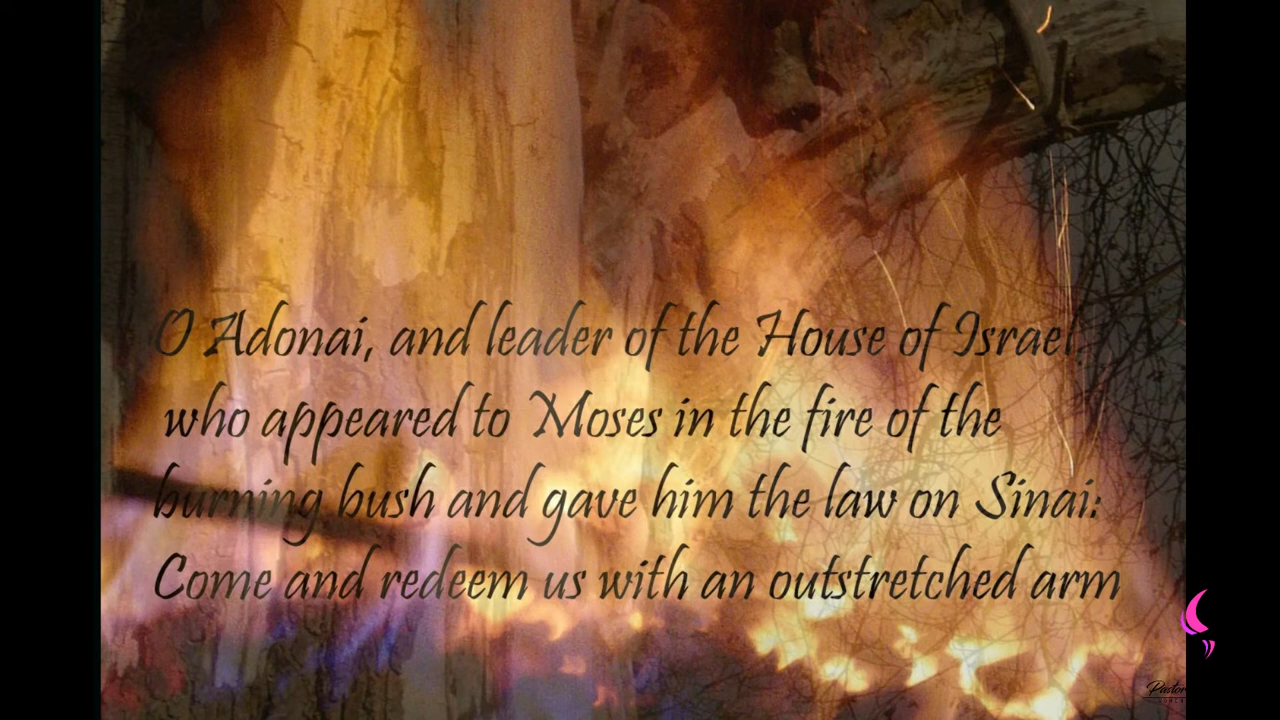 O Adonai, and leader of the House of Israel,
who appeared to Moses in the fire of the
burning bush and gave him the law on Sinai:
Come and redeem us with an outstretched arm
Pastor